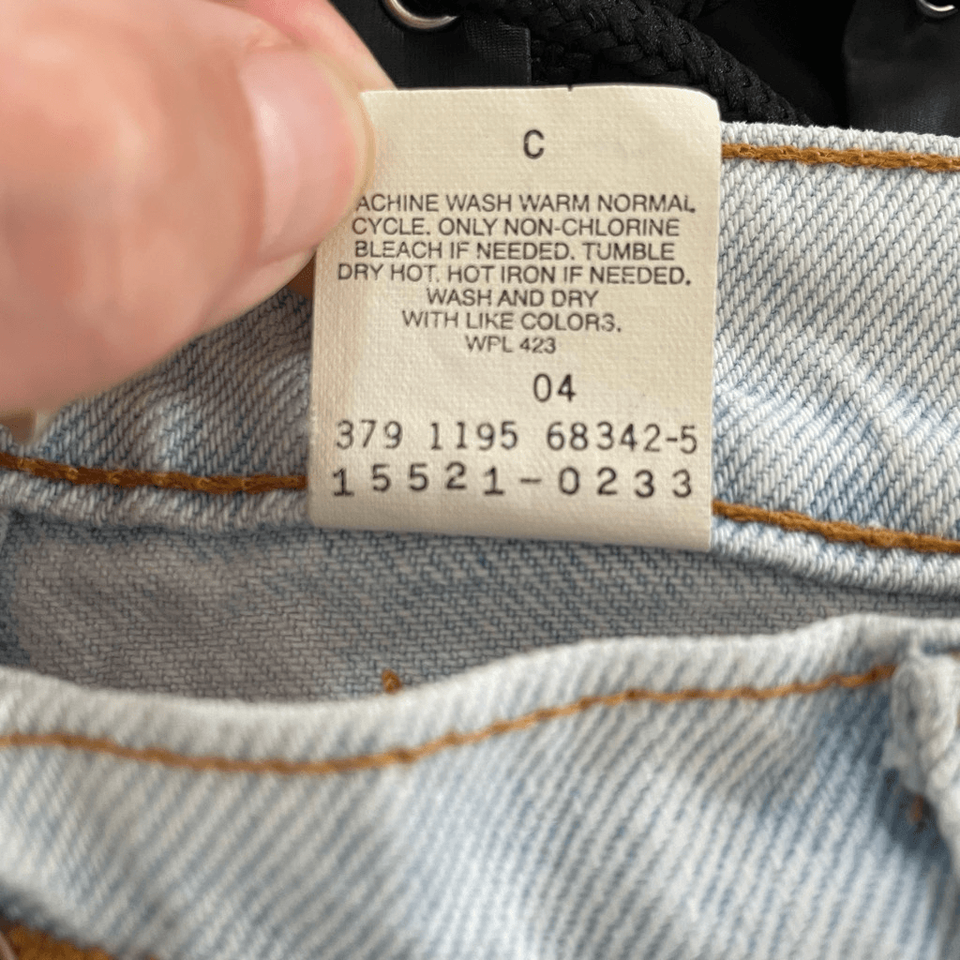 C
ACHINE WASH WARM NORMAL
CYCLE. ONLY NON-CHLORINE
BLEACH IF NEEDED. TUMBLE
DRY HOT. HOT IRON IF NEEDED.
WASH AND DRY
WITH LIKE COLORS.
WPL 423
04
379 1195 68342-5
15521-0233